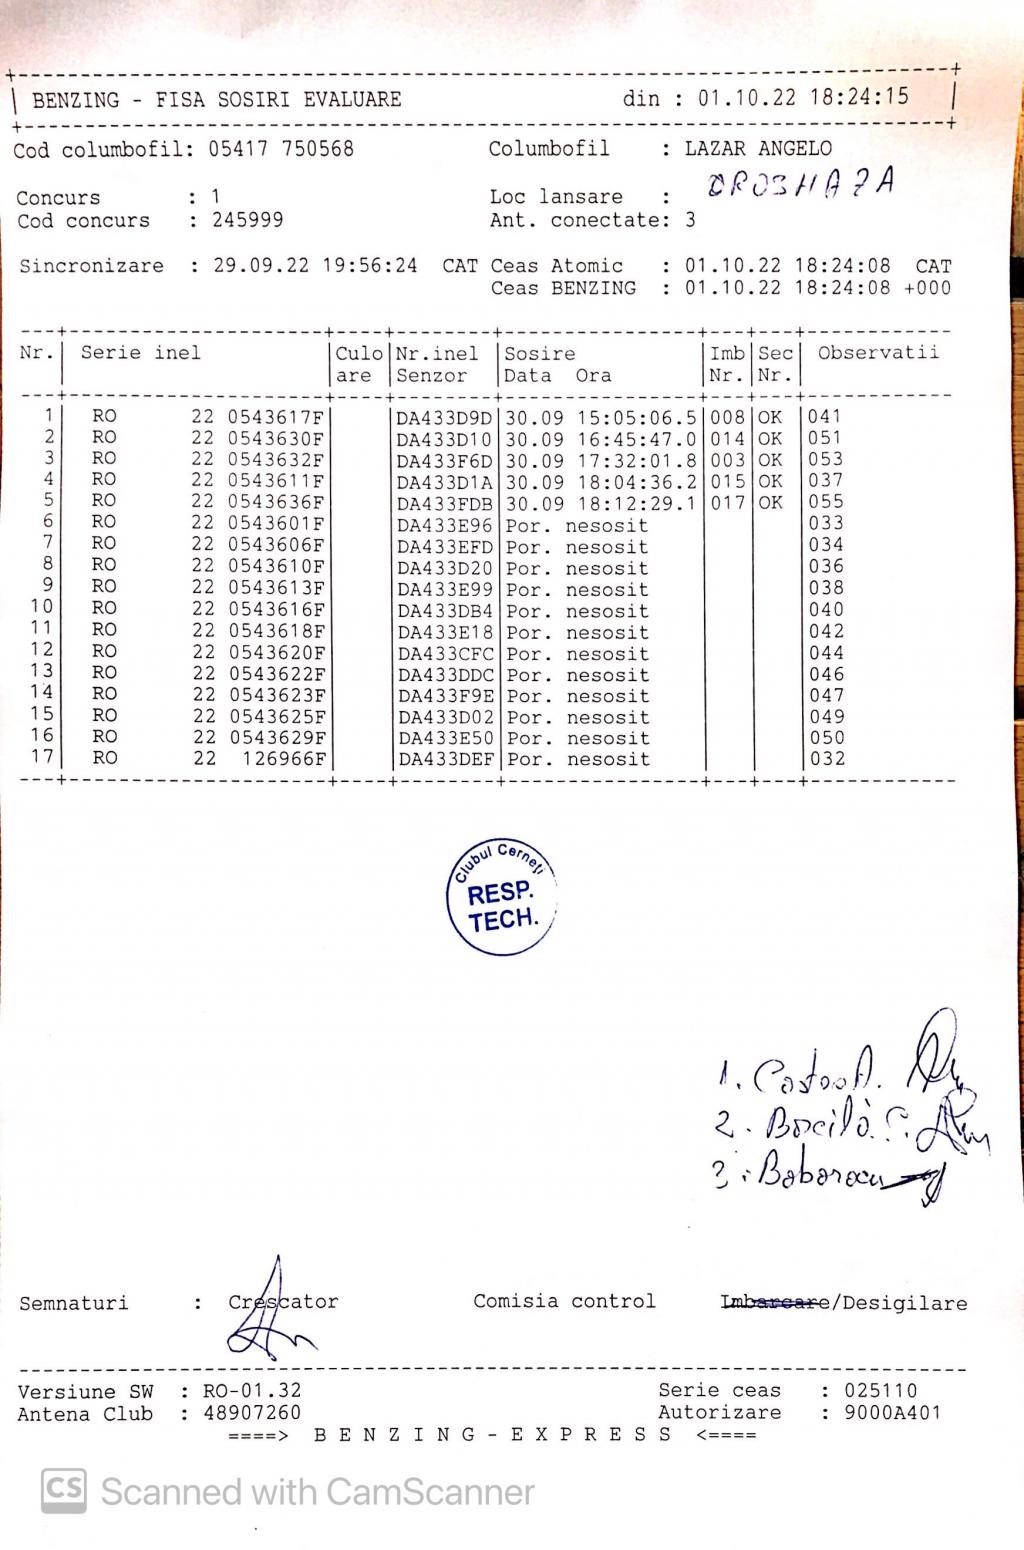 BENZING - FISA SOSIRI EVALUARE din : 01.10.22 18:24:15
Cod columbofil: 05417 750568 Columbofil : LAZAR ANGELO
Concurs : 1 Loc lansare : OROSHAZA
Cod concurs : 245999 Ant. conectate: 3
Sincronizare : 29.09.22 19:56:24 CAT Ceas Atomic : 01.10.22 18:24:08 CAT
Ceas BENZING : 01.10.22 18:24:08 +000
Nr. Serie inel Culo Nr.inel Sosire Imb Sec Observatii
are Senzor Data Ora Nr. Nr.
1 RO 22 0543617F DA433D9D 30.09 15:05:06.5 008 OK 041
2 RO 22 0543630F DA433D10 30.09 16:45:47.0 014 OK 051
3 RO 22 0543632F DA433F6D 30.09 17:32:01.8 003 OK 053
4 RO 22 0543611F DA433D1A 30.09 18:04:36.2 015 OK 037
5 RO 22 0543636F DA433FDB 30.09 18:12:29.1 017 OK 055
6 RO 22 0543601F DA433E96 Por. nesosit 033
7 RO 22 0543606F DA433EFD Por. nesosit 034
8 RO 22 0543610F DA433D20 Por. nesosit 036
9 RO 22 0543613F DA433E99 Por. nesosit 038
10 RO 22 0543616F DA433DB4 Por. nesosit 040
11 RO 22 0543618F DA433E18 Por. nesosit 042
12 RO 22 0543620F DA433CFC Por. nesosit 044
13 RO 22 0543622F DA433DDC Por. nesosit 046
14 RO 22 0543623F DA433F9E Por. nesosit 047
15 RO 22 0543625F DA433D02 Por. nesosit 049
16 RO 22 0543629F DA433E50 Por. nesosit 050
17 RO 22 126966F DA433DEF Por. nesosit 032
Clubul Cerneți
RESP.
TECH.
1.
2.
3.
Semnaturi : Crescator Comisia control Imbarcare/Desigilare
Versiune SW : RO-01.32 Serie ceas : 025110
Antena Club : 48907260 Autorizare : 9000A401
====> B E N Z I N G - E X P R E S S <====
CS Scanned with CamScanner